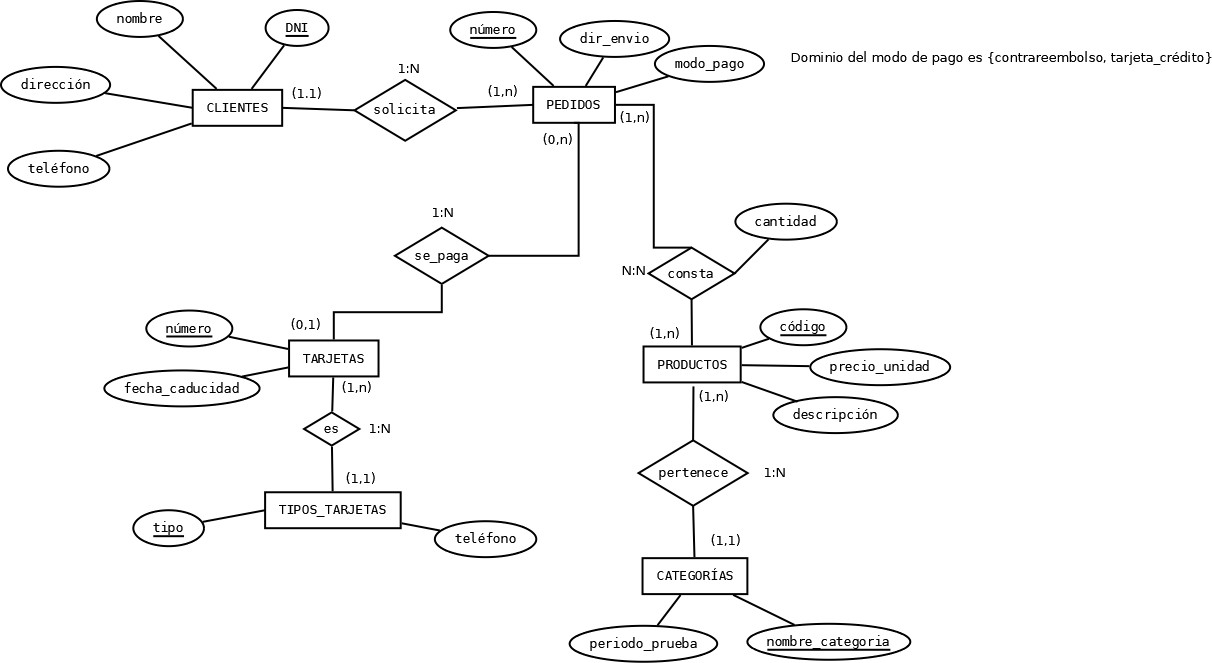 nombre
DNI
número
dir_envio
modo_pago
Dominio del modo de pago es {contrareembolso, tarjeta_crédito}
1:N
dirección
(1.1)
(1,n)
CLIENTES
solicita
PEDIDOS
(1,n)
(0,n)
teléfono
1:N
cantidad
se_paga
N:N
consta
número
(0,1)
código
(1,n)
TARJETAS
PRODUCTOS
precio_unidad
fecha_caducidad
(1,n)
(1,n)
descripción
es
1:N
pertenece
1:N
(1,1)
TIPOS_TARJETAS
tipo
teléfono
(1,1)
CATEGORÍAS
periodo_prueba
nombre_categoria